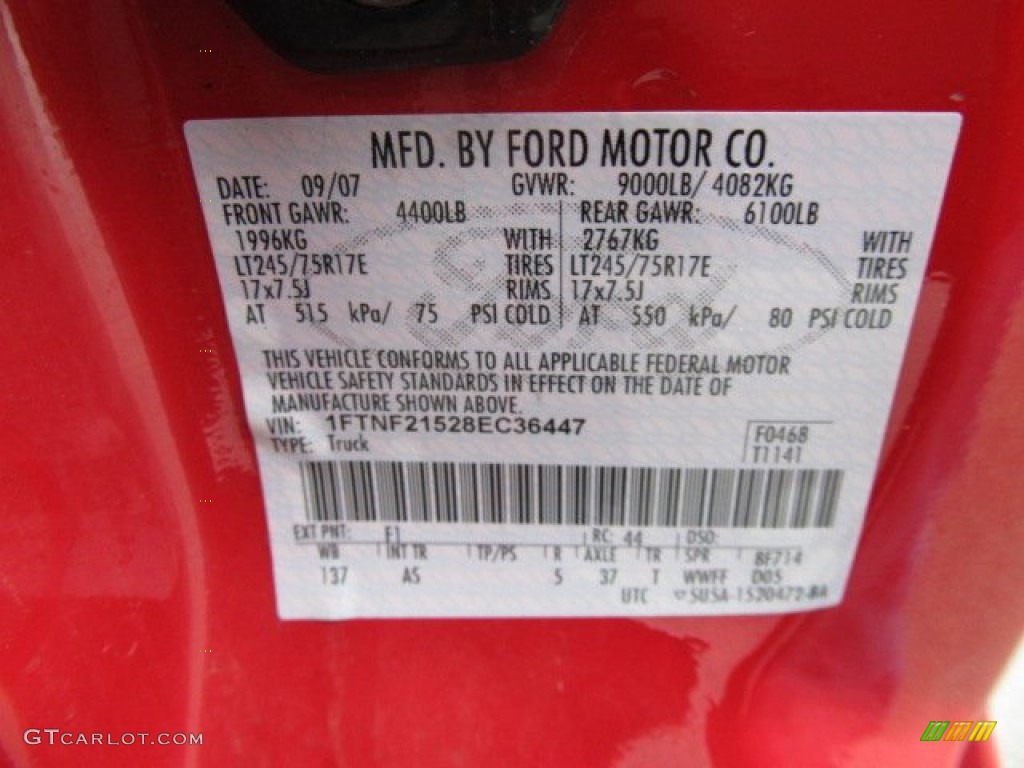 MFD. BY FORD MOTOR CO.
DATE: 09/07 GVWR: 9000LB/ 4082KG
FRONT GAWR: 4400LB REAR GAWR: 6100LB
1996KG WITH 2767KG WITH
LT245/75R17E TIRES LT245/75R17E TIRES
17x7.5J RIMS 17x7.5J RIMS
AT 515 kPa/ 75 PSI COLD AT 550 kPa/ 80 PSI COLD
THIS VEHICLE CONFORMS TO ALL APPLICABLE FEDERAL MOTOR
VEHICLE SAFETY STANDARDS IN EFFECT ON THE DATE OF
MANUFACTURE SHOWN ABOVE.
VIN: 1FTNF21528EC36447
TYPE: Truck
F0468
T1141
EXT PNT: F1 RC: 44 DSO:
WB INT TR TP/PS R AXLE TR SPR BF714
137 AS S 37 T WWFF D05
UTC SU5A-1520472-BA
GTCARLOT.COM